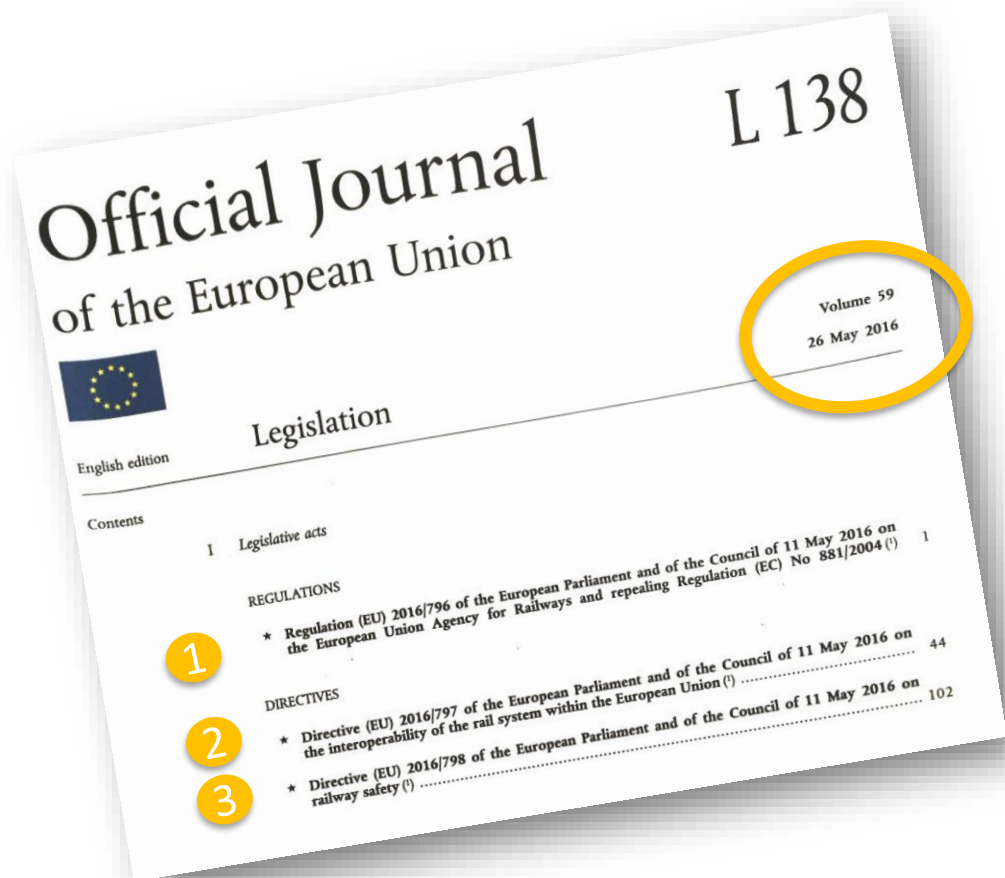 Official Journal
L 138
of the European Union
Volume 59
26 May 2016
English edition
Legislation
Contents
I Legislative acts
REGULATIONS
1
★ Regulation (EU) 2016/796 of the European Parliament and of the Council of 11 May 2016 on
the European Union Agency for Railways and repealing Regulation (EC) No 881/2004 (¹) 1
DIRECTIVES
2
★ Directive (EU) 2016/797 of the European Parliament and of the Council of 11 May 2016 on
the interoperability of the rail system within the European Union (¹) ........................... 44
3
★ Directive (EU) 2016/798 of the European Parliament and of the Council of 11 May 2016 on
railway safety (¹) ........................................................................ 102